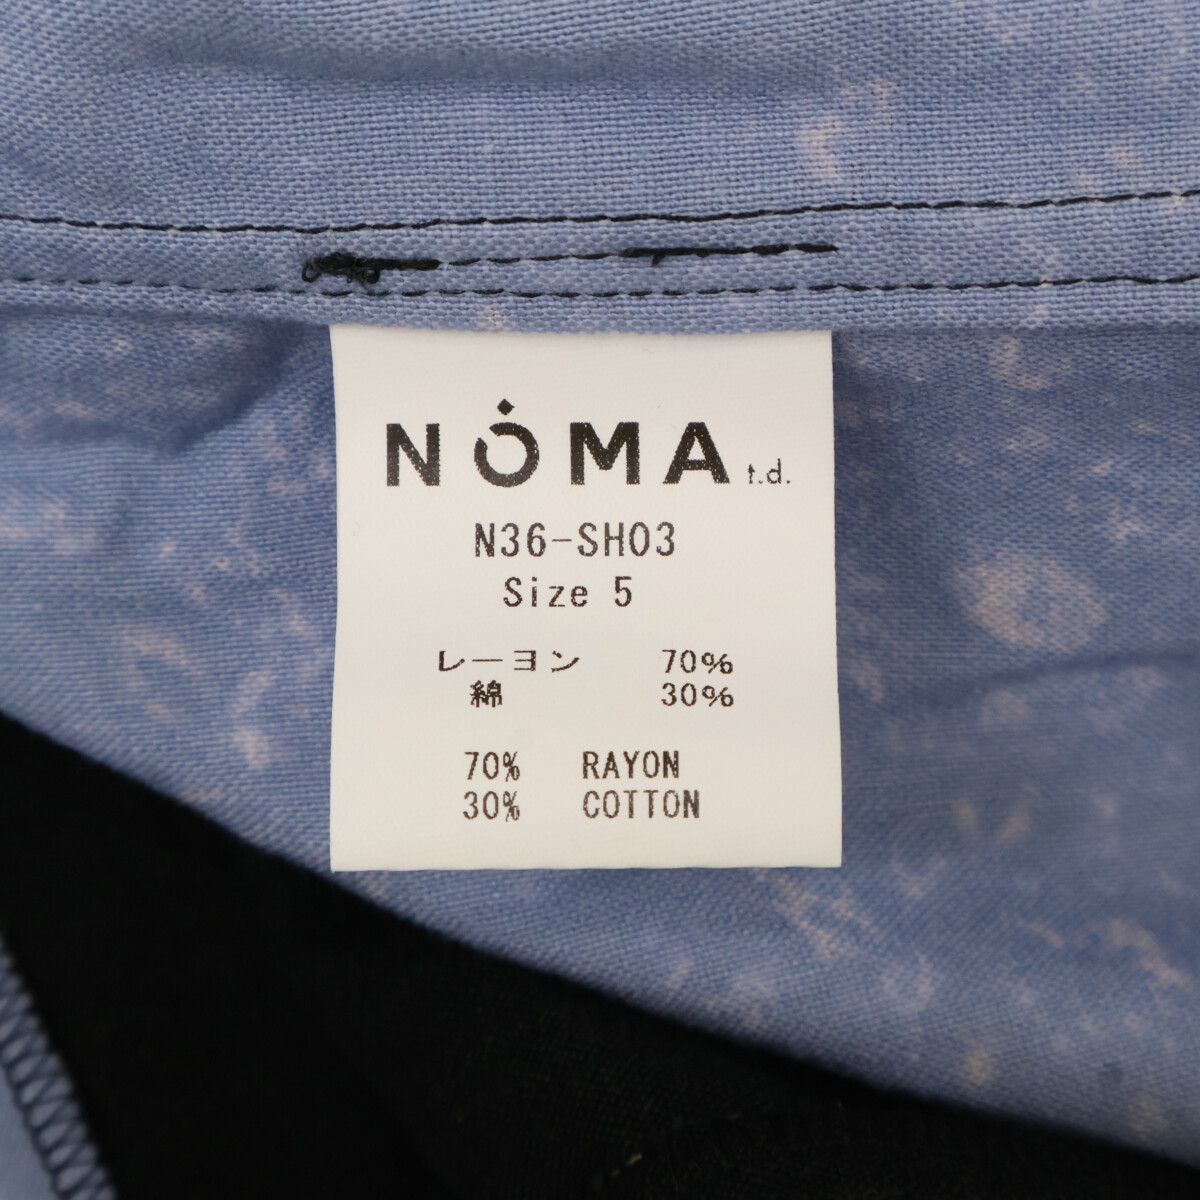 NOMA t.d.
N36-SH03
Size 5
レーヨン 70%
綿 30%
70% RAYON
30% COTTON